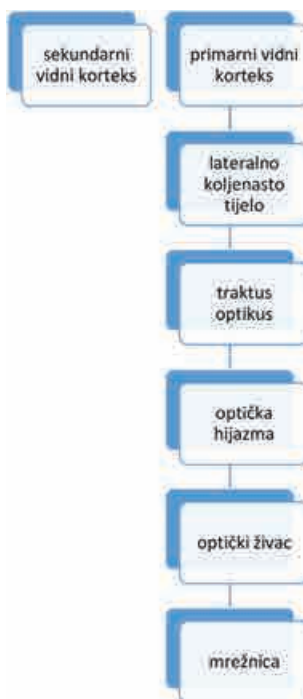 sekundarni
vidni korteks
primarni vidni
korteks
lateralno
koljenasto
tijelo
traktus
optikus
optička
hijazma
optički živac
mrežnica